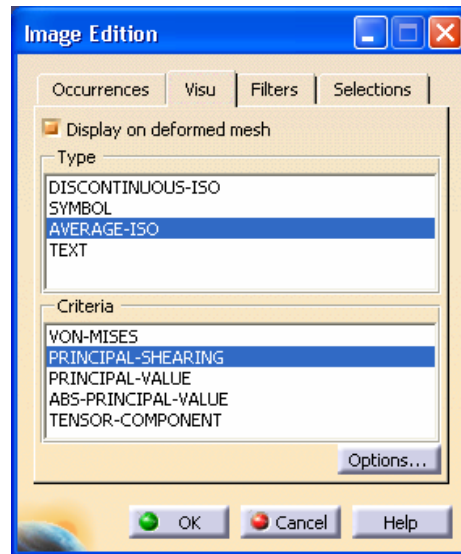 Image Edition
Occurrences Visu Filters Selections
Display on deformed mesh
Type
DISCONTINUOUS-ISO
SYMBOL
AVERAGE-ISO
TEXT
Criteria
VON-MISES
PRINCIPAL-SHEARING
PRINCIPAL-VALUE
ABS-PRINCIPAL-VALUE
TENSOR-COMPONENT
Options...
OK Cancel Help